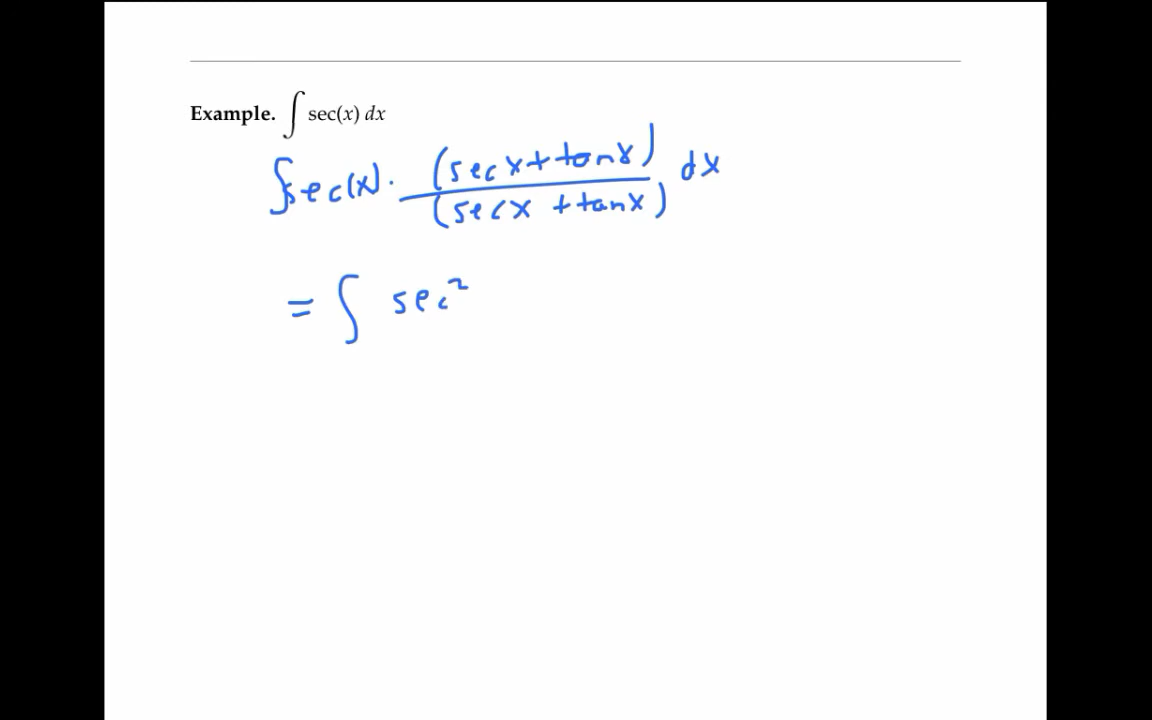 Example. ∫ sec(x) dx
∫ sec(x) · (sec x + tan x) / (sec x + tan x) dx
= ∫ sec²